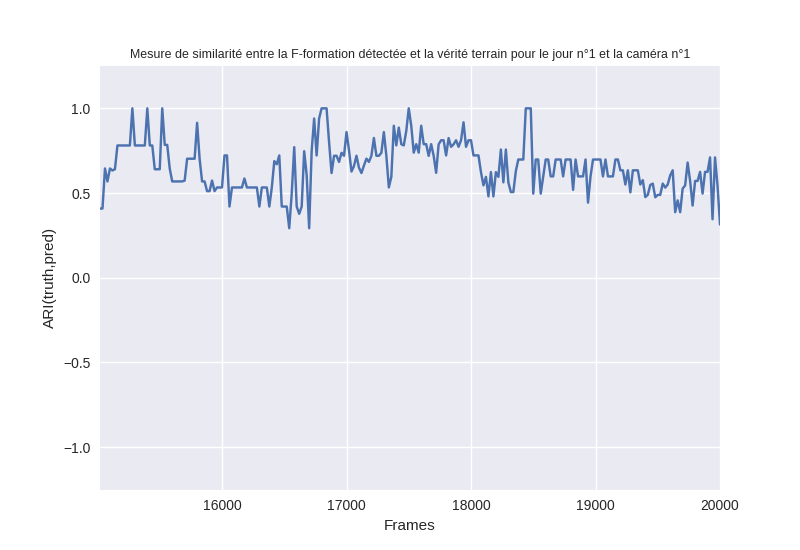 Mesure de similarité entre la F-formation détectée et la vérité terrain pour le jour n°1 et la caméra n°1
1.0
0.5
0.0
−0.5
−1.0
ARI(truth,pred)
16000 17000 18000 19000 20000
Frames